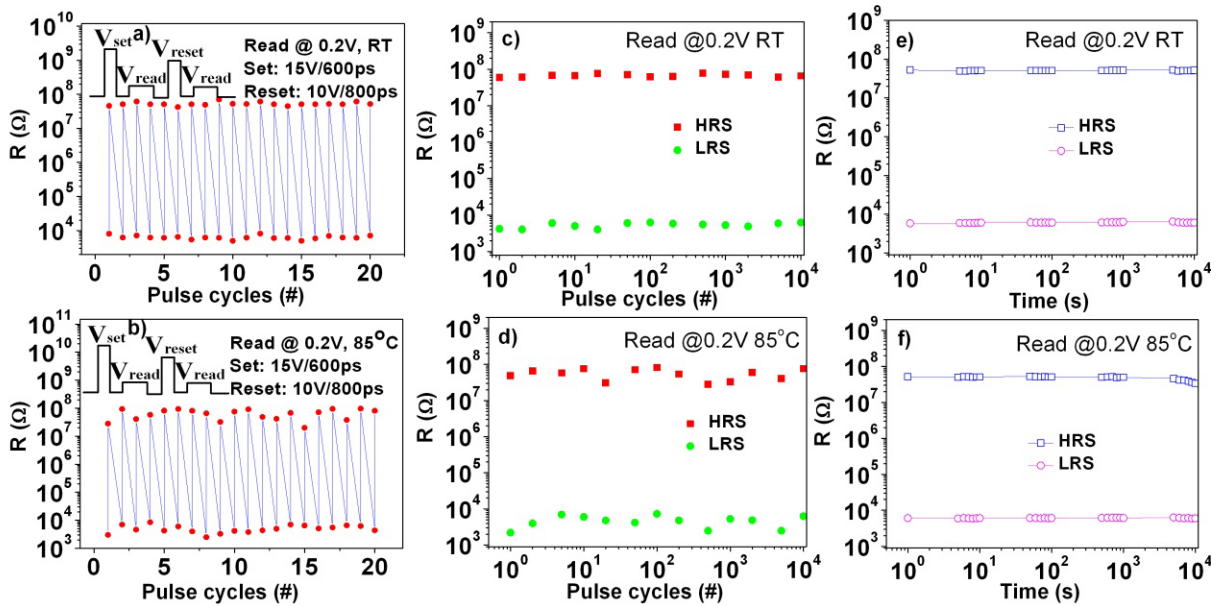 a)
V_set
V_reset
V_read
V_read
Read @ 0.2V, RT
Set: 15V/600ps
Reset: 10V/800ps
R (Ω)
10^10
10^9
10^8
10^7
10^6
10^5
10^4
0 5 10 15 20
Pulse cycles (#)
c)
Read @0.2V RT
HRS
LRS
R (Ω)
10^9
10^8
10^7
10^6
10^5
10^4
10^3
10^0 10^2 10^4
Pulse cycles (#)
e)
Read @0.2V RT
HRS
LRS
R (Ω)
10^9
10^8
10^7
10^6
10^5
10^4
10^3
10^0 10^1 10^2 10^3 10^4
Time (s)
b)
V_set
V_reset
V_read
V_read
Read @ 0.2V, 85°C
Set: 15V/600ps
Reset: 10V/800ps
R (Ω)
10^11
10^10
10^9
10^8
10^7
10^6
10^5
10^4
10^3
0 5 10 15 20
Pulse cycles (#)
d)
Read @0.2V 85°C
HRS
LRS
R (Ω)
10^9
10^8
10^7
10^6
10^5
10^4
10^3
10^0 10^1 10^2 10^3 10^4
Pulse cycles (#)
f)
Read @0.2V 85°C
HRS
LRS
R (Ω)
10^9
10^8
10^7
10^6
10^5
10^4
10^3
10^0 10^1 10^2 10^3 10^4
Time (s)